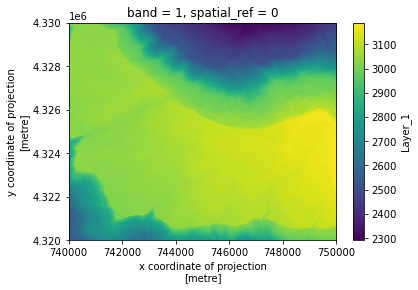 band = 1, spatial_ref = 0
1e6
4.330
4.328
4.326
4.324
4.322
4.320
y coordinate of projection
[metre]
740000 742000 744000 746000 748000 750000
x coordinate of projection
[metre]
3100
3000
2900
2800
2700
2600
2500
2400
2300
Layer_1